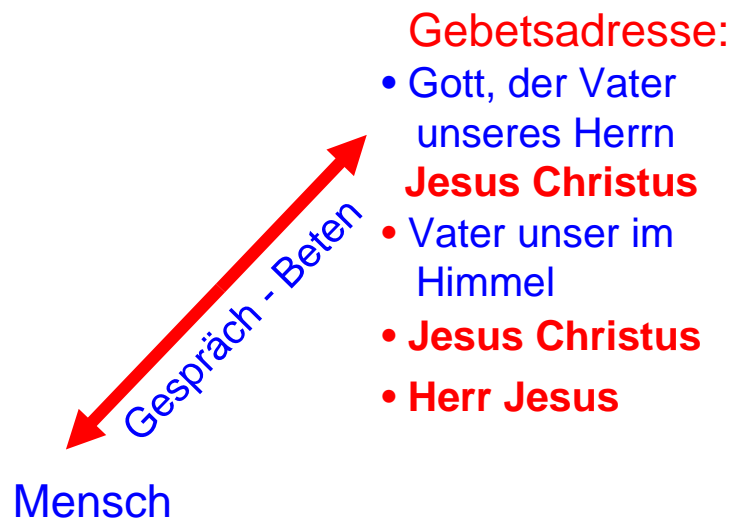 Gebetsadresse:
• Gott, der Vater
unseres Herrn
Jesus Christus
• Vater unser im
Himmel
• Jesus Christus
• Herr Jesus
Gespräch - Beten
Mensch